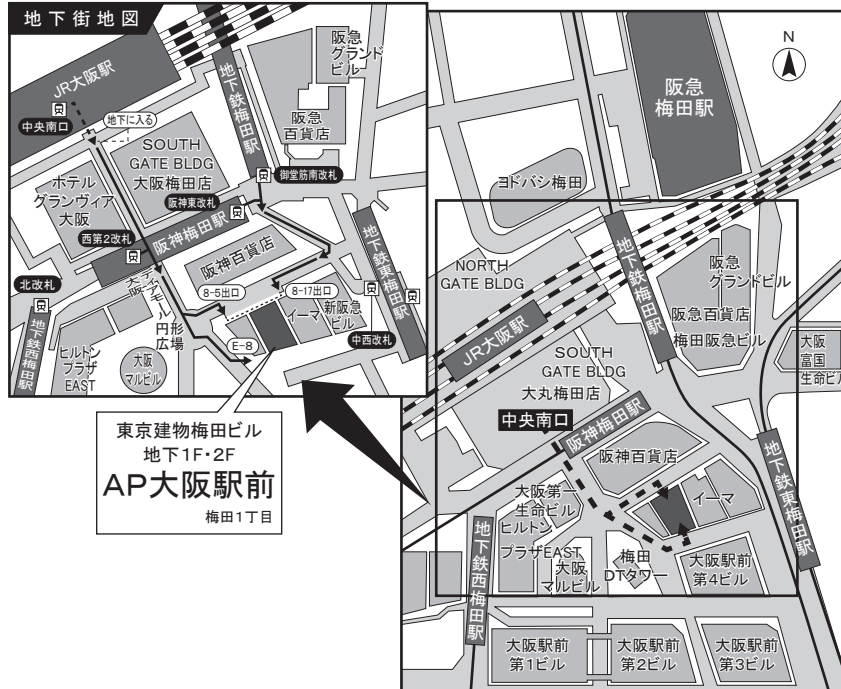 地下街地図
JR大阪駅
中央南口
地下に入る
地下鉄梅田駅
阪急
グランド
ビル
阪急
百貨店
SOUTH
GATE BLDG
大阪梅田店
御堂筋南改札
ホテル
グランヴィア
大阪
阪神東改札
西第2改札
阪神梅田駅
阪神百貨店
北改札
地下鉄西梅田駅
ディアモール
大阪
円形
広場
8-5出口
8-17出口
イーマ
新阪急
ビル
地下鉄東梅田駅
中西改札
E-8
ヒルトン
プラザ
EAST
大阪
マルビル
東京建物梅田ビル
地下1F・2F
AP大阪駅前
梅田1丁目
N
阪急
梅田駅
ヨドバシ梅田
地下鉄梅田駅
NORTH
GATE BLDG
阪急
グランドビル
阪急百貨店
梅田阪急ビル
JR大阪駅
大阪
富国
生命ビル
SOUTH
GATE BLDG
大丸梅田店
中央南口
阪神梅田駅
阪神百貨店
イーマ
地下鉄東梅田駅
大阪第一
生命ビル
ヒルトン
プラザEAST
大阪
マルビル
梅田
DTタワー
大阪駅前
第4ビル
地下鉄西梅田駅
大阪駅前
第1ビル
大阪駅前
第2ビル
大阪駅前
第3ビル